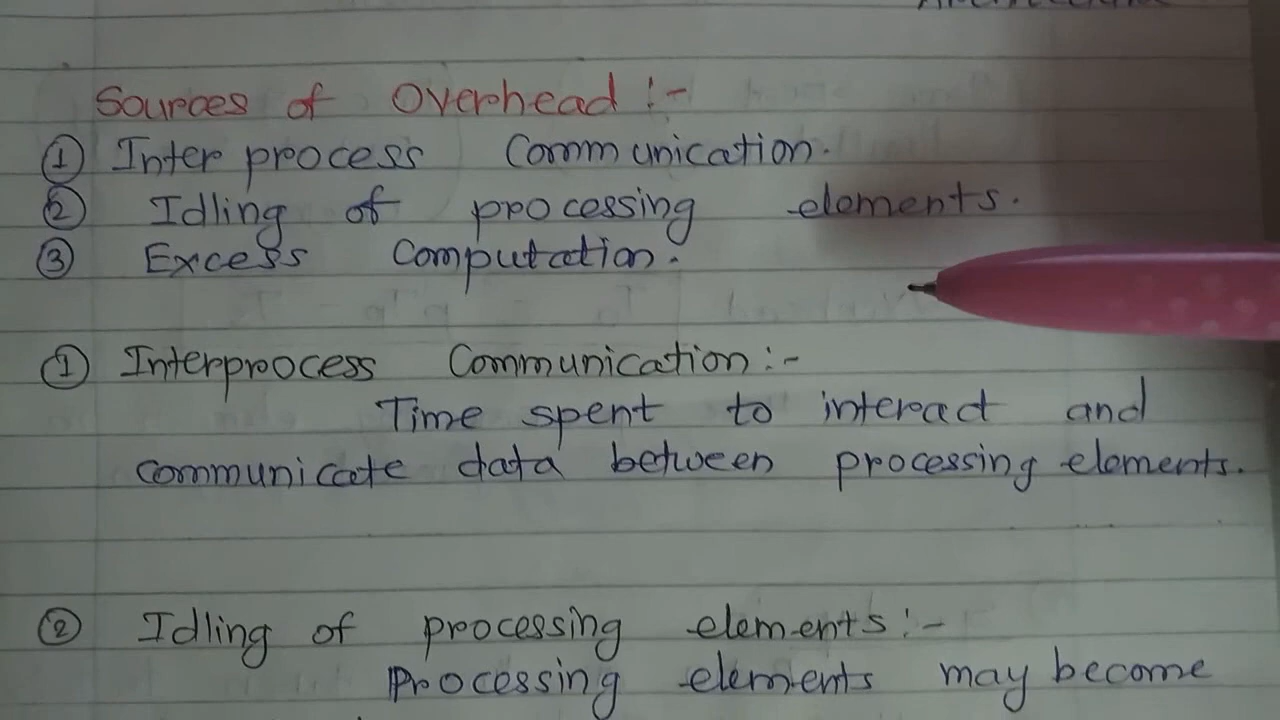 Sources of Overhead :-
① Inter process Communication.
② Idling of processing elements.
③ Excess Computation.
① Interprocess Communication :-
Time spent to interact and
communicate data between processing elements.
② Idling of processing elements :-
Processing elements may become